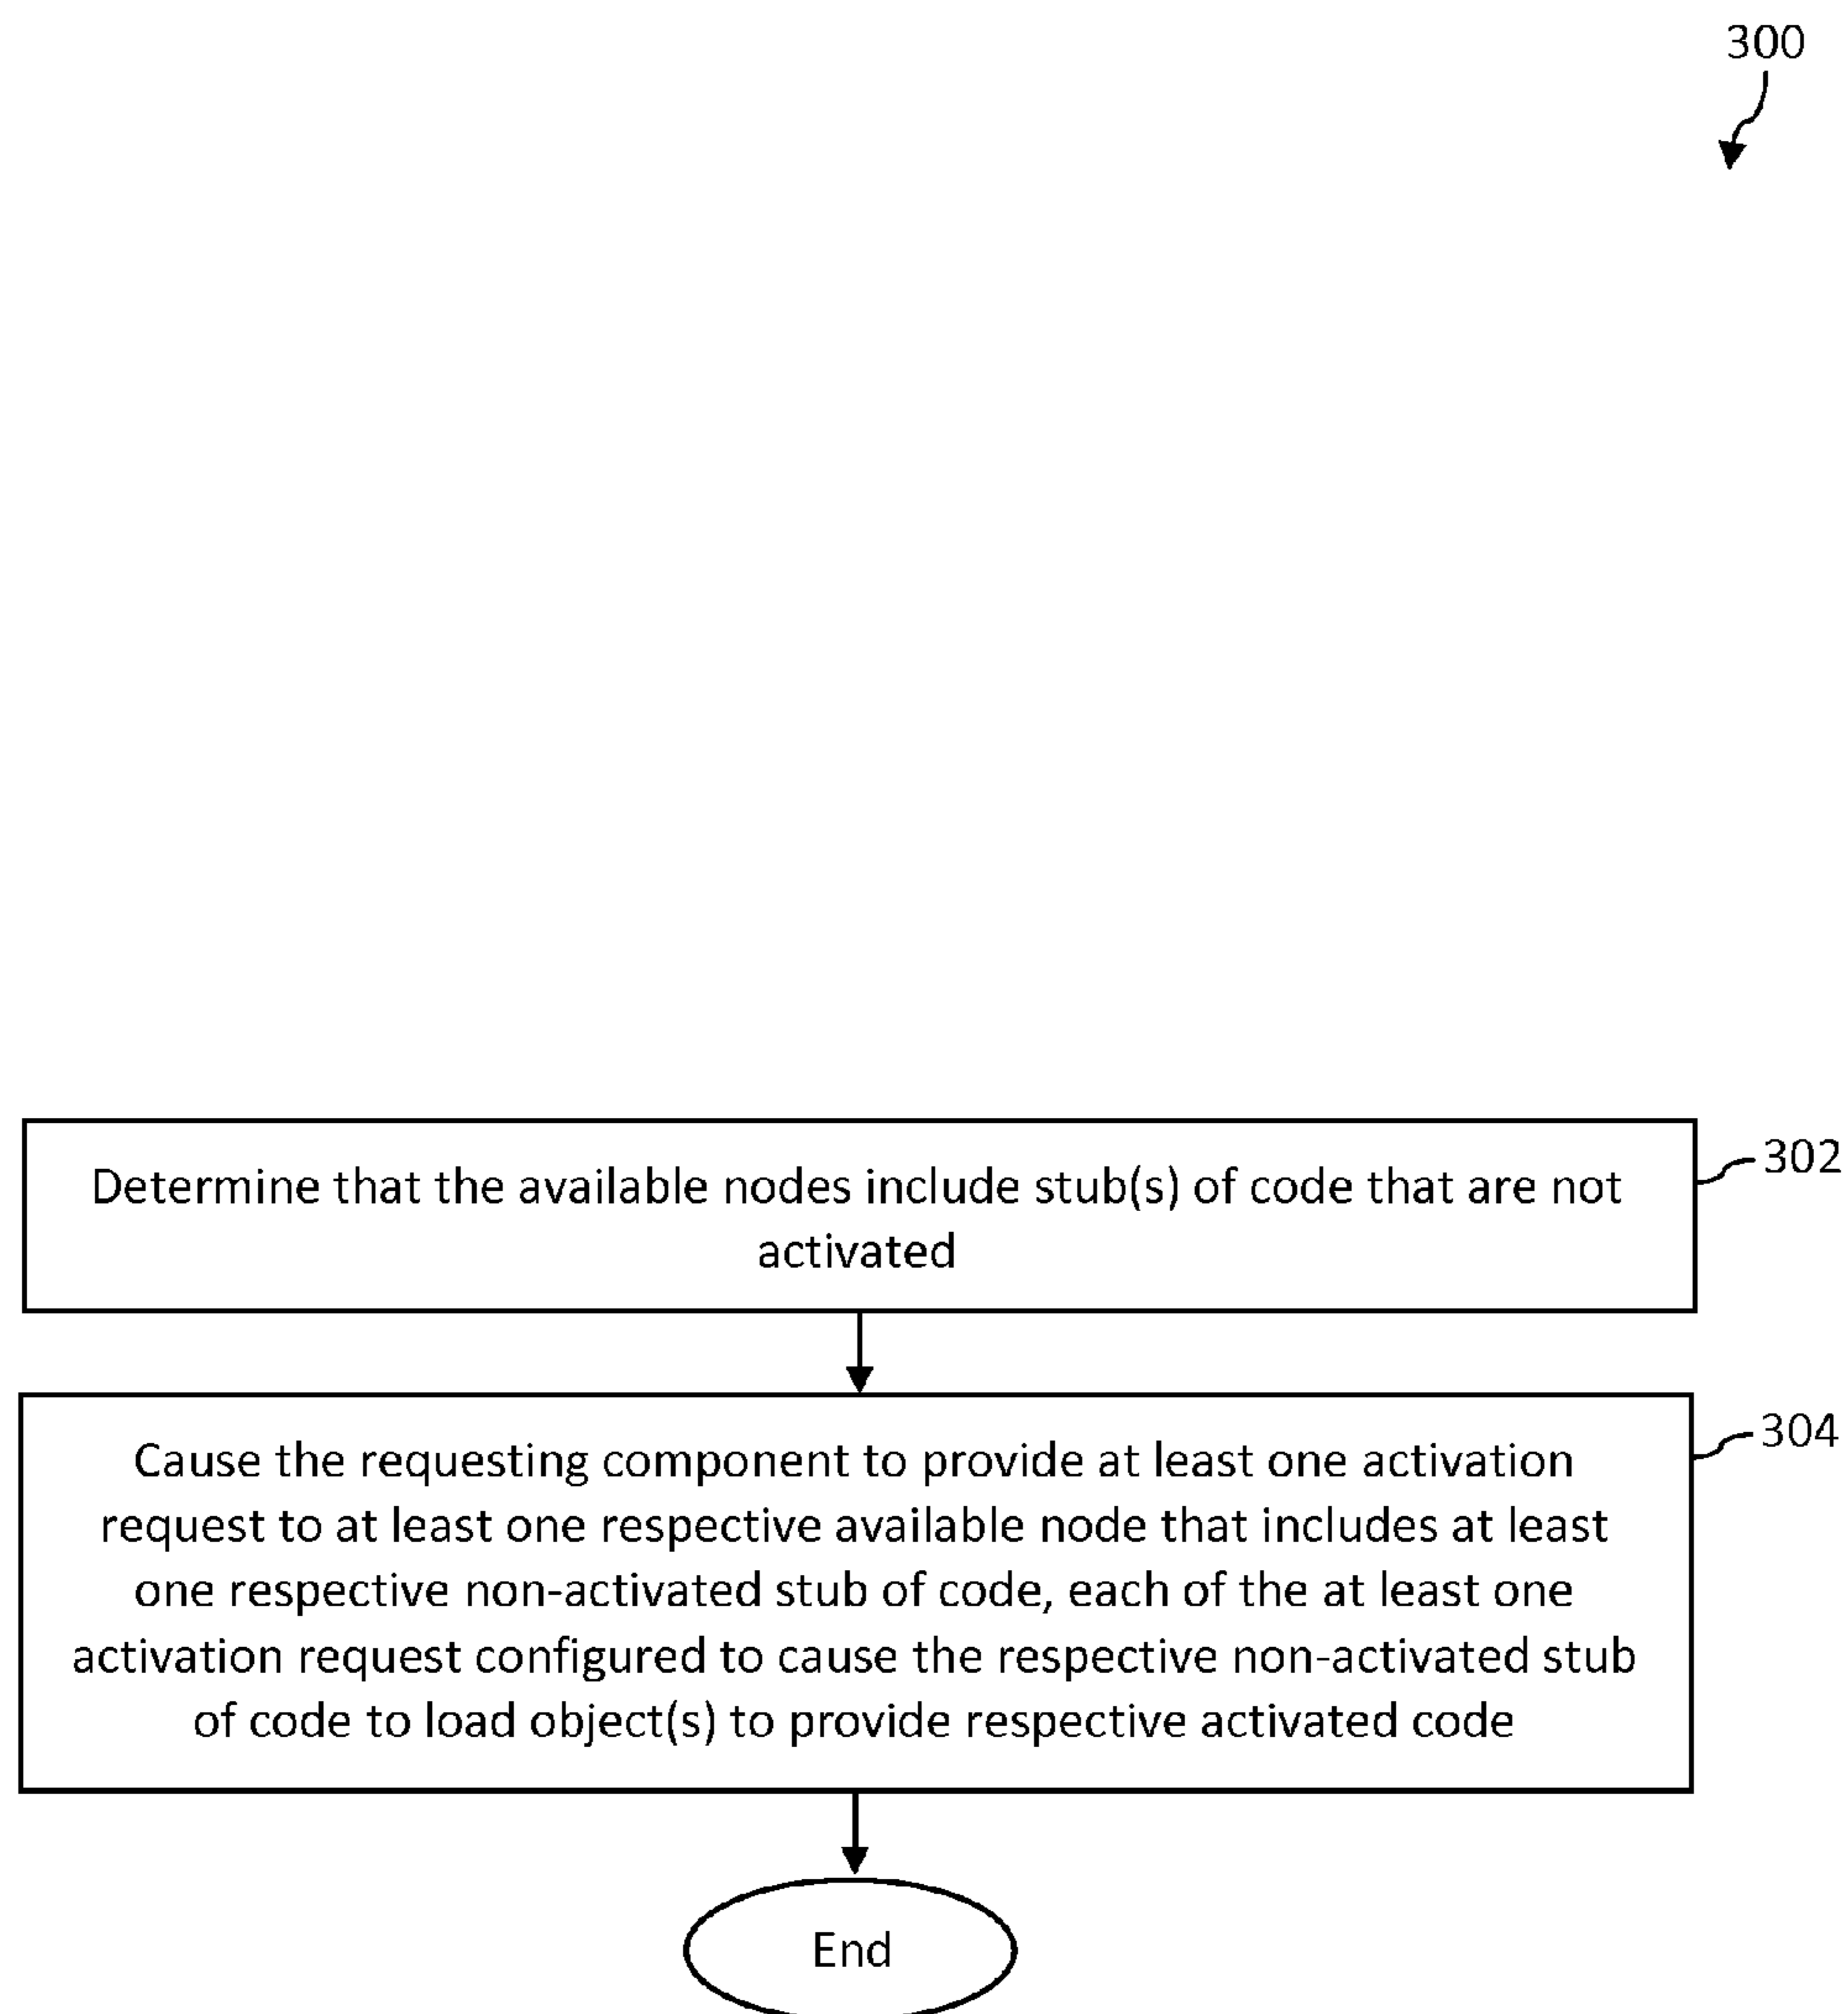 300
Determine that the available nodes include stub(s) of code that are not
activated
302
Cause the requesting component to provide at least one activation
request to at least one respective available node that includes at least
one respective non-activated stub of code, each of the at least one
activation request configured to cause the respective non-activated stub
of code to load object(s) to provide respective activated code
304
End